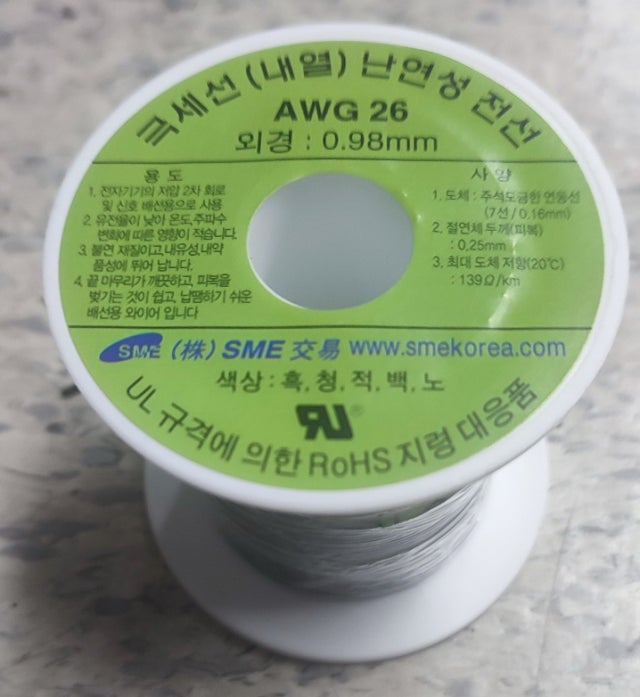 극세선 (내열) 난연성 전선
AWG 26
외경 : 0.98mm
용 도
1. 전자기기의 저압 2차 회로
및 신호 배선용으로 사용
2. 유전율이 낮아 온도,주파수
변화에 따른 영향이 적습니다.
3. 불연 재질이고,내유성,내약
품성에 뛰어 납니다.
4. 끝 마무리가 깨끗하고, 피복을
벗기는 것이 쉽고, 납땜하기 쉬운
배선용 와이어 입니다
사 양
1. 도체 : 주석도금한 연동선
(7선 / 0.16mm)
2. 절연체 두께(피복)
: 0.25mm
3. 최대 도체 저항(20℃)
: 139Ω/km
SME (株) SME 交易 www.smekorea.com
색상 : 흑, 청, 적, 백, 노
RU®
UL 규격에 의한 RoHS 지령 대응품